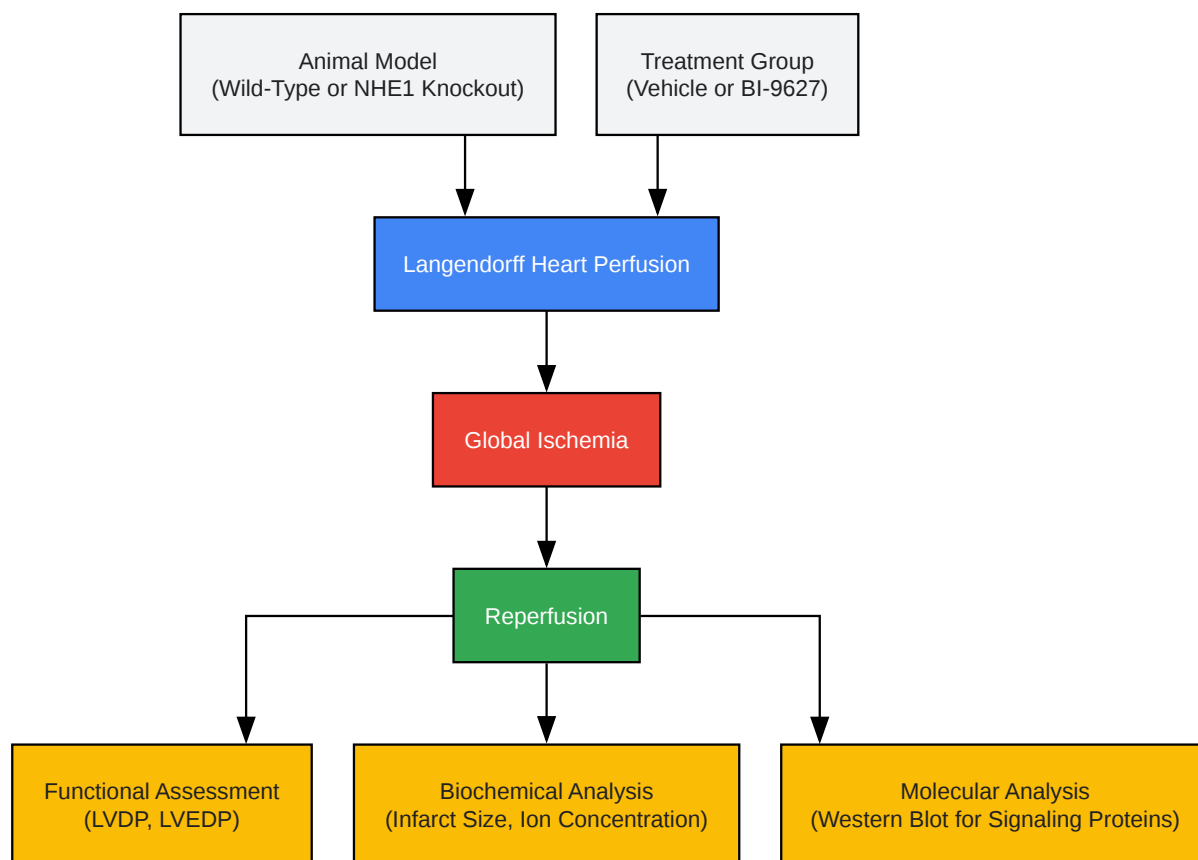 Animal Model
(Wild-Type or NHE1 Knockout)
Treatment Group
(Vehicle or BI-9627)
Langendorff Heart Perfusion
Global Ischemia
Reperfusion
Functional Assessment
(LVDP, LVEDP)
Biochemical Analysis
(Infarct Size, Ion Concentration)
Molecular Analysis
(Western Blot for Signaling Proteins)